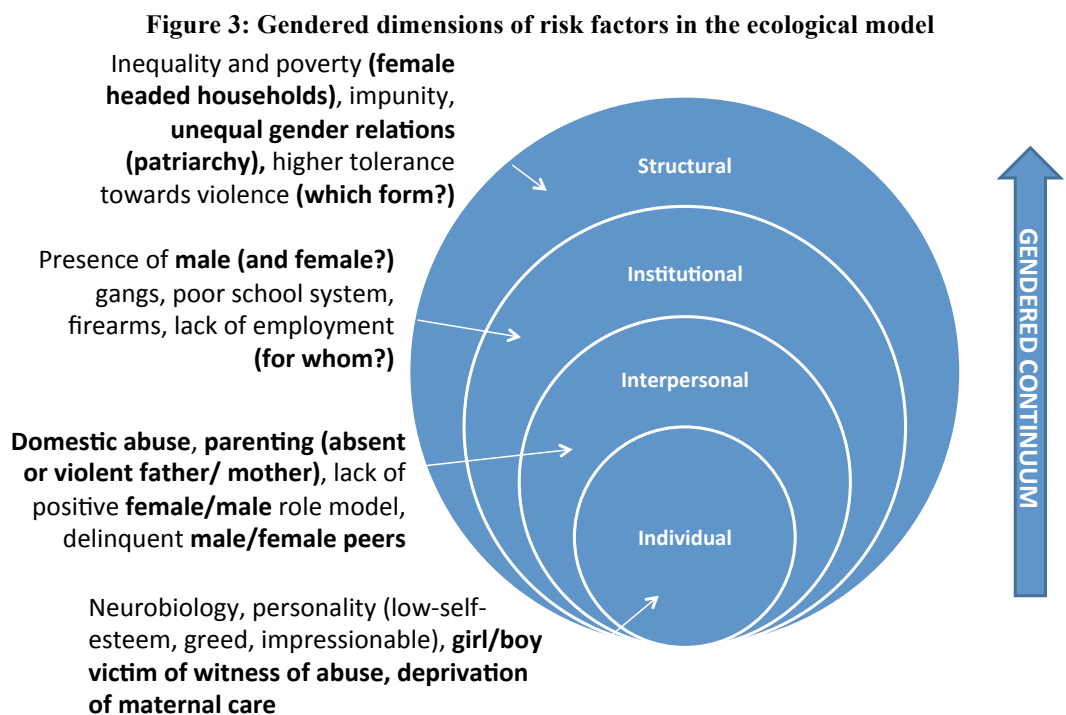 Figure 3: Gendered dimensions of risk factors in the ecological model
Inequality and poverty (female
headed households), impunity,
unequal gender relations
(patriarchy), higher tolerance
towards violence (which form?)
Structural
Presence of male (and female?)
gangs, poor school system,
firearms, lack of employment
(for whom?)
Institutional
Interpersonal
Domestic abuse, parenting (absent
or violent father/ mother), lack of
positive female/male role model,
delinquent male/female peers
Individual
Neurobiology, personality (low-self-
esteem, greed, impressionable), girl/boy
victim of witness of abuse, deprivation
of maternal care
GENDERED CONTINUUM